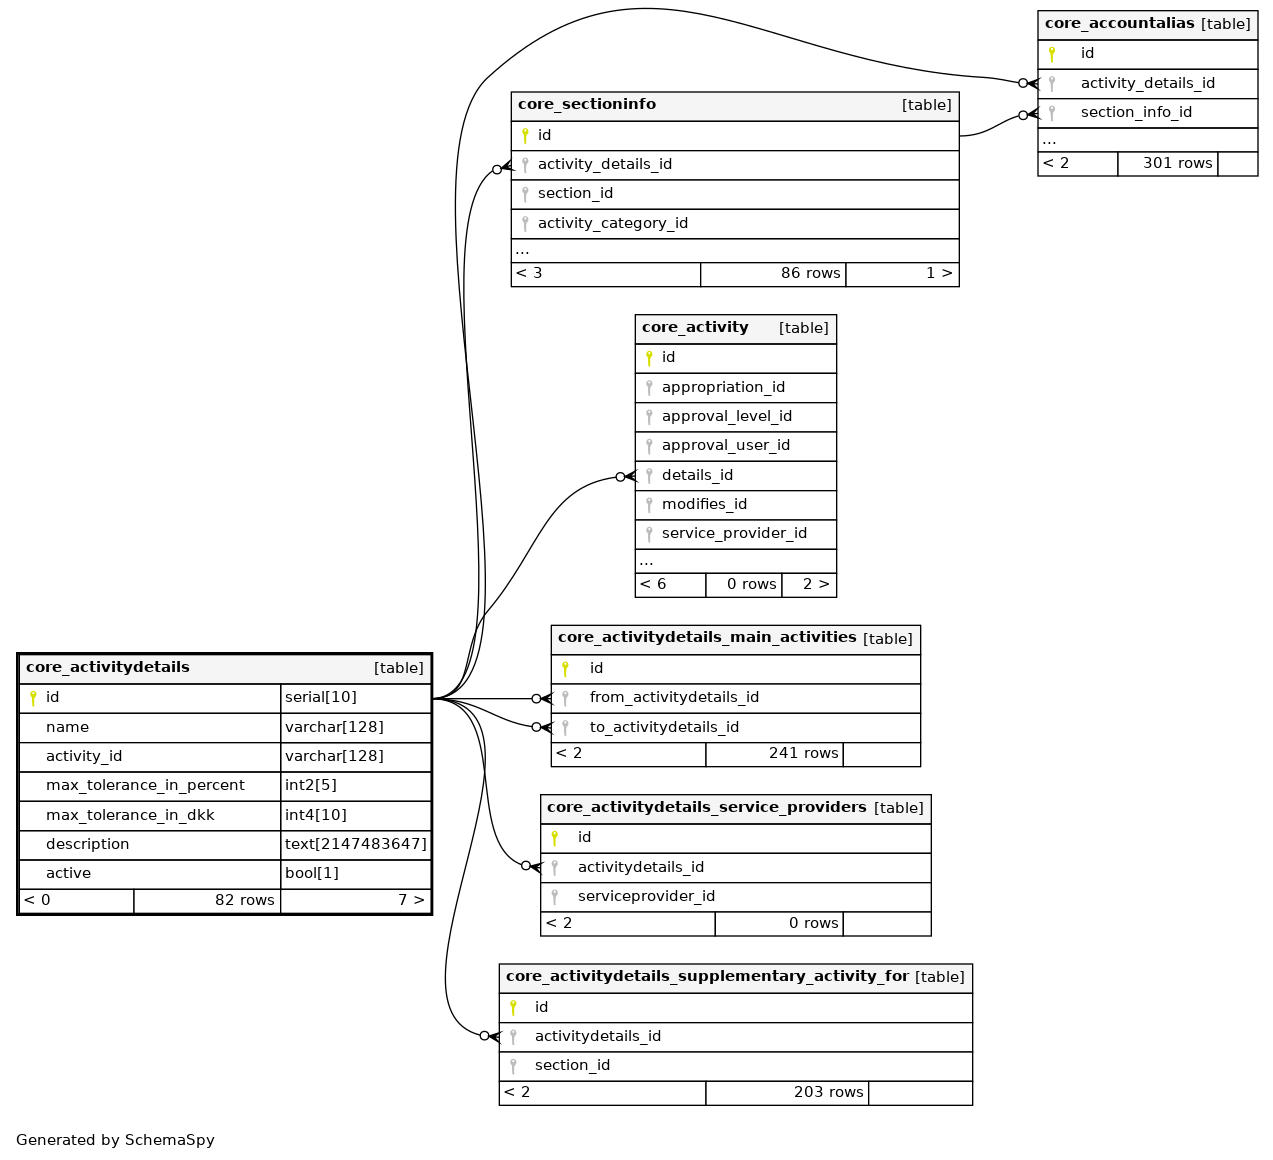 core_accountalias [table]
id
activity_details_id
section_info_id
...
< 2 301 rows
core_sectioninfo [table]
id
activity_details_id
section_id
activity_category_id
...
< 3 86 rows 1 >
core_activity [table]
id
appropriation_id
approval_level_id
approval_user_id
details_id
modifies_id
service_provider_id
...
< 6 0 rows 2 >
core_activitydetails_main_activities [table]
id
from_activitydetails_id
to_activitydetails_id
< 2 241 rows
core_activitydetails [table]
id serial[10]
name varchar[128]
activity_id varchar[128]
max_tolerance_in_percent int2[5]
max_tolerance_in_dkk int4[10]
description text[2147483647]
active bool[1]
< 0 82 rows 7 >
core_activitydetails_service_providers [table]
id
activitydetails_id
serviceprovider_id
< 2 0 rows
core_activitydetails_supplementary_activity_for [table]
id
activitydetails_id
section_id
< 2 203 rows
Generated by SchemaSpy